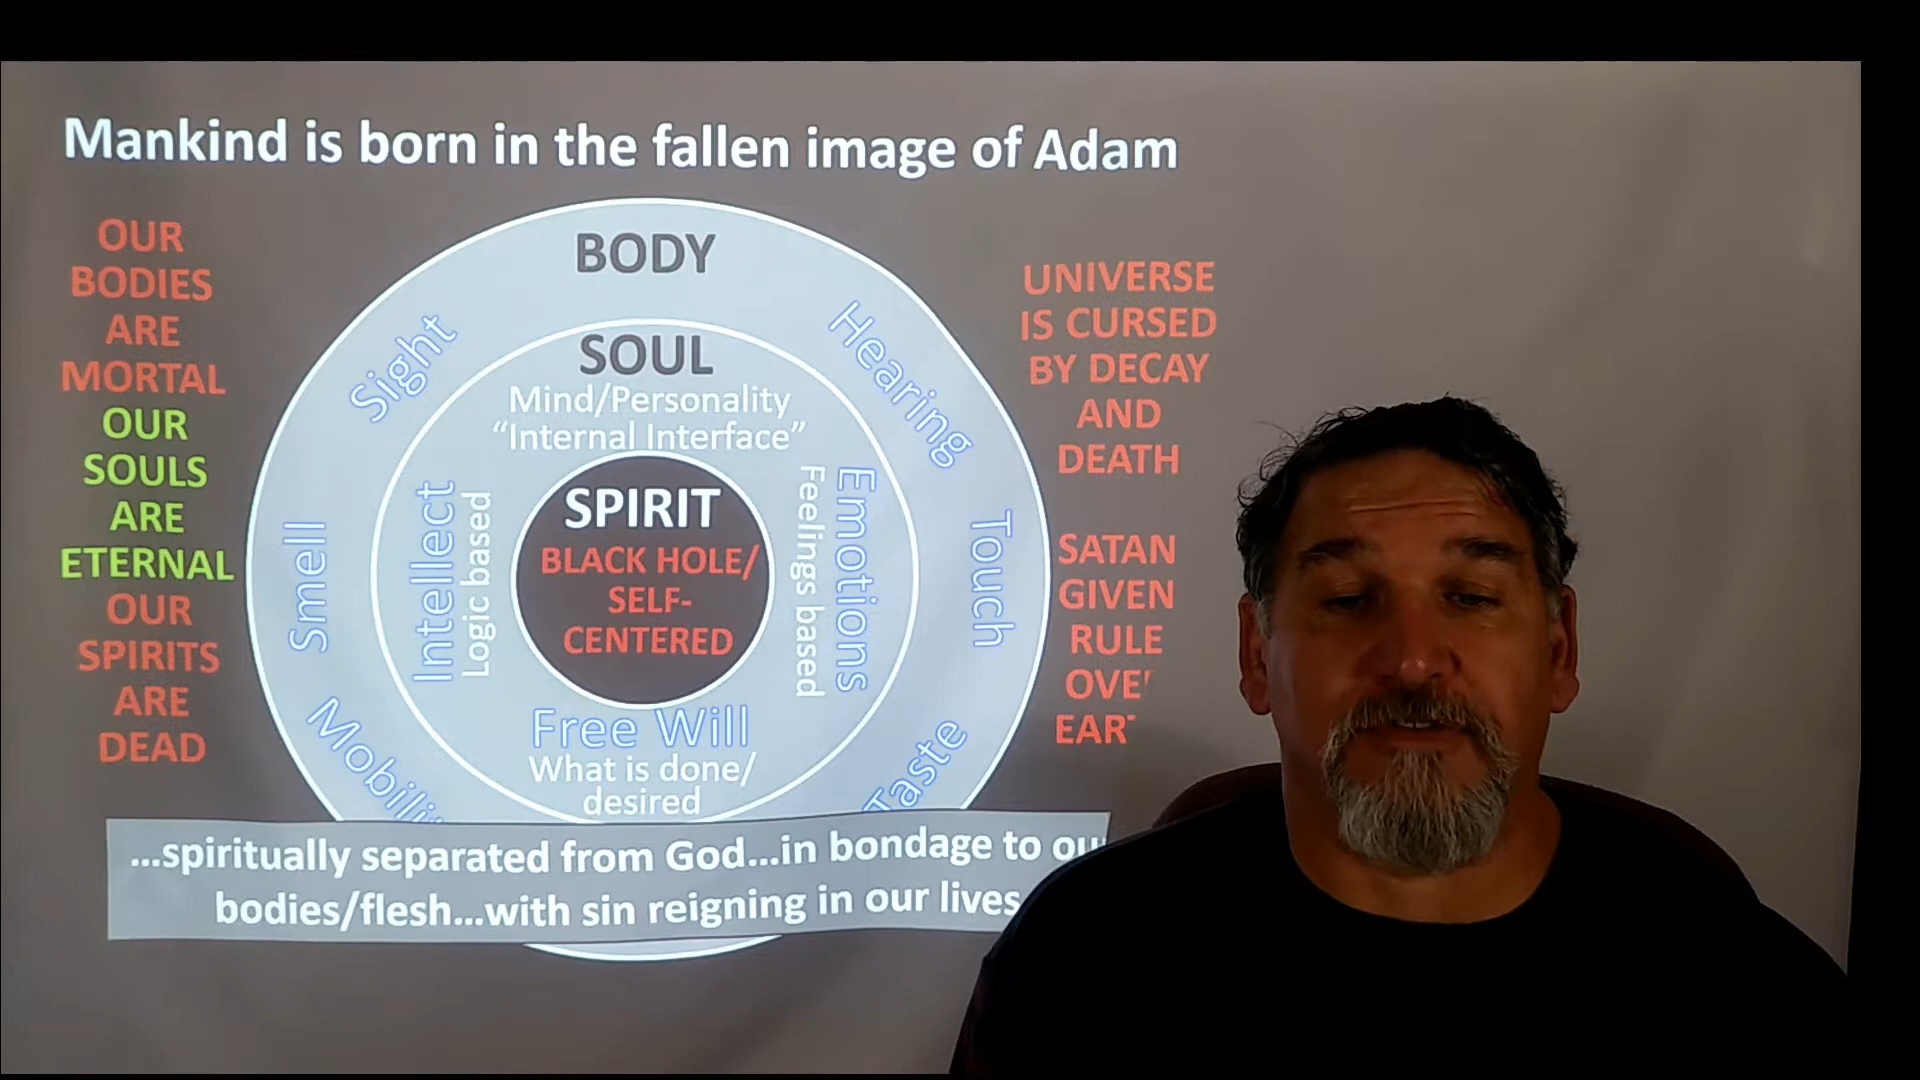 Mankind is born in the fallen image of Adam
OUR
BODIES
ARE
MORTAL
OUR
SOULS
ARE
ETERNAL
OUR
SPIRITS
ARE
DEAD
BODY
Sight
Hearing
Smell
Touch
Taste
SOUL
Mind/Personality
“Internal Interface”
Intellect
Logic based
Emotions
Feelings based
SPIRIT
BLACK HOLE/
SELF-
CENTERED
Free Will
What is done/
desired
UNIVERSE
IS CURSED
BY DECAY
AND
DEATH
SATAN
GIVEN
RULE
...spiritually separated from God...in bondage to
bodies/flesh...with sin reigning in our lives